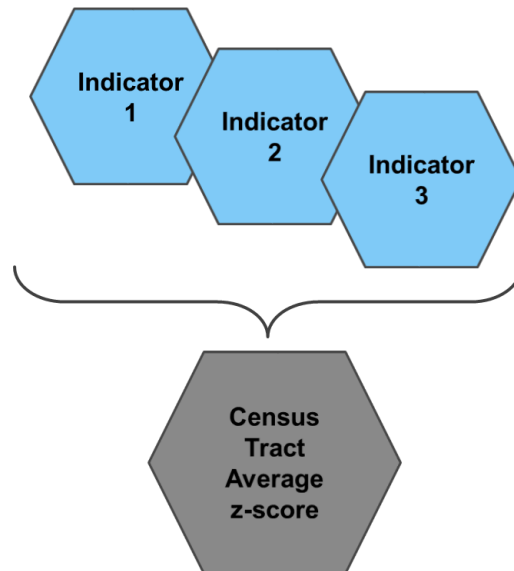 Indicator
1
Indicator
2
Indicator
3
Census
Tract
Average
z-score